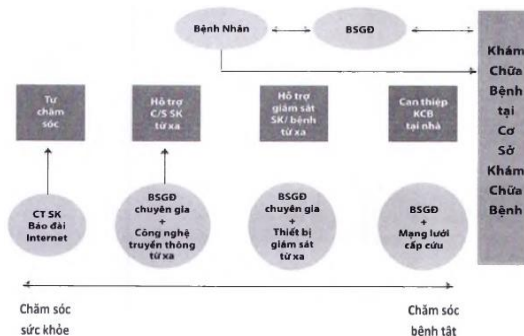 Bệnh Nhân
BSGĐ
Khám
Chữa
Bệnh
tại
Cơ
Sở
Khám
Chữa
Bệnh
Tự
chăm
sóc
Hỗ trợ
C/S SK
từ xa
Hỗ trợ
giám sát
SK/ bệnh
từ xa
Can thiệp
KCB
tại nhà
CT SK
Báo đài
Internet
BSGĐ
chuyên gia
+
Công nghệ
truyền thông
từ xa
BSGĐ
chuyên gia
+
Thiết bị
giám sát
từ xa
BSGĐ
+
Mạng lưới
cấp cứu
Chăm sóc
sức khỏe
Chăm sóc
bệnh tật